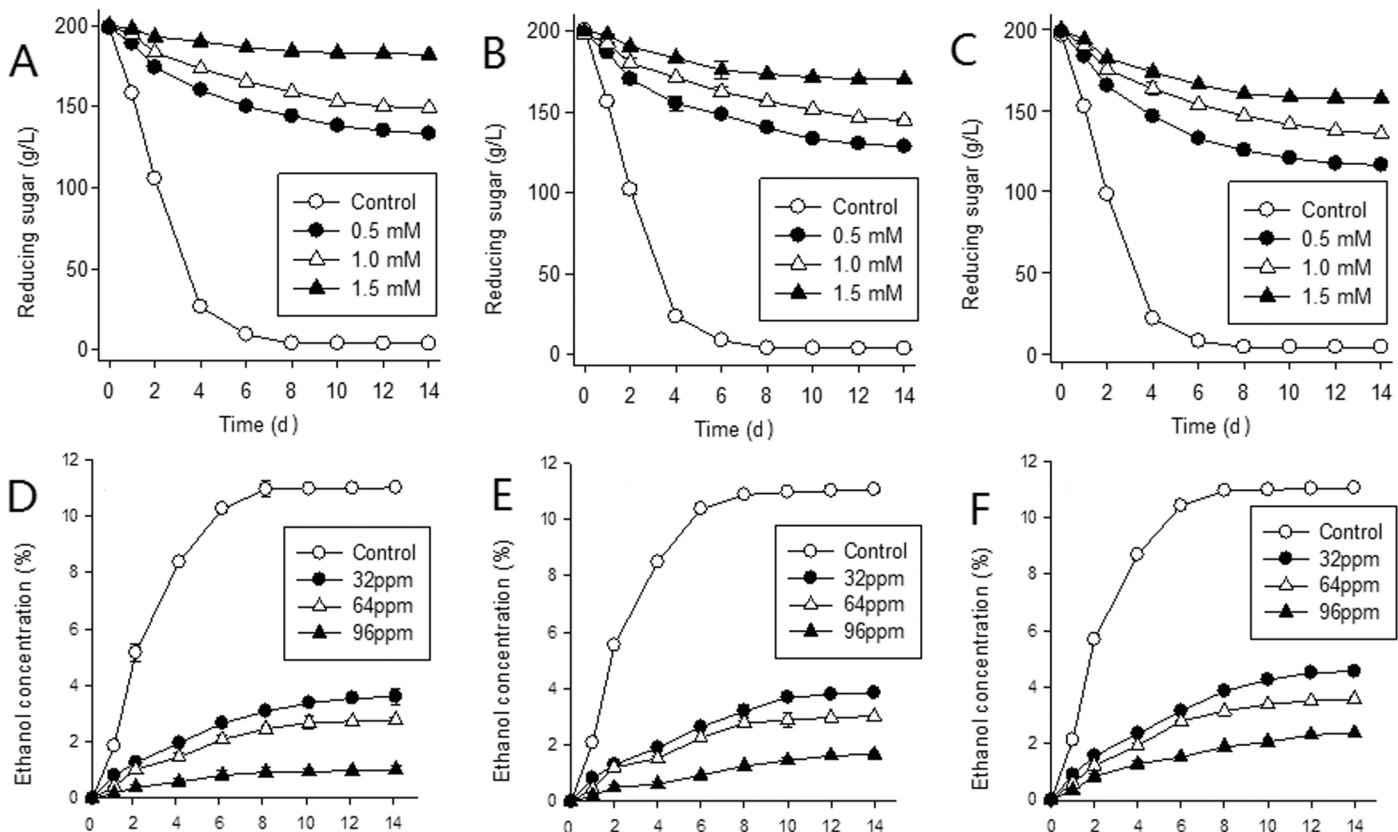 A
Reducing sugar (g/L)
200
150
100
50
0
Control
0.5 mM
1.0 mM
1.5 mM
0 2 4 6 8 10 12 14
Time (d)
B
Reducing sugar (g/L)
200
150
100
50
0
Control
0.5 mM
1.0 mM
1.5 mM
0 2 4 6 8 10 12 14
Time (d)
C
Reducing sugar (g/L)
200
150
100
50
0
Control
0.5 mM
1.0 mM
1.5 mM
0 2 4 6 8 10 12 14
Time (d)
D
Ethanol concentration (%)
12
10
8
6
4
2
0
Control
32ppm
64ppm
96ppm
0 2 4 6 8 10 12 14
E
Ethanol concentration (%)
12
10
8
6
4
2
0
Control
32ppm
64ppm
96ppm
0 2 4 6 8 10 12 14
F
Ethanol concentration (%)
12
10
8
6
4
2
0
Control
32ppm
64ppm
96ppm
0 2 4 6 8 10 12 14